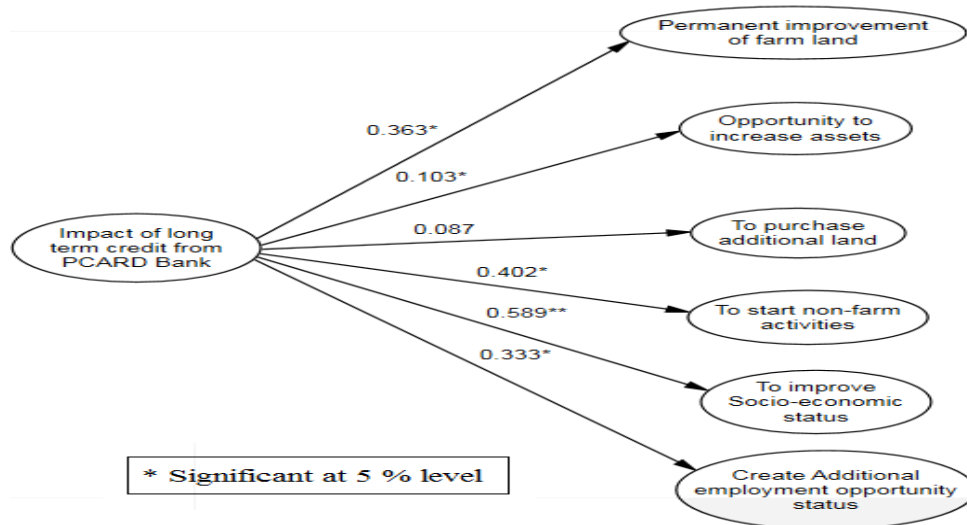 Permanent improvement
of farm land
0.363*
Opportunity to
increase assets
0.103*
Impact of long
term credit from
PCARD Bank
0.087
To purchase
additional land
0.402*
To start non-farm
activities
0.589**
0.333*
To improve
Socio-economic
status
* Significant at 5 % level
Create Additional
employment opportunity
status